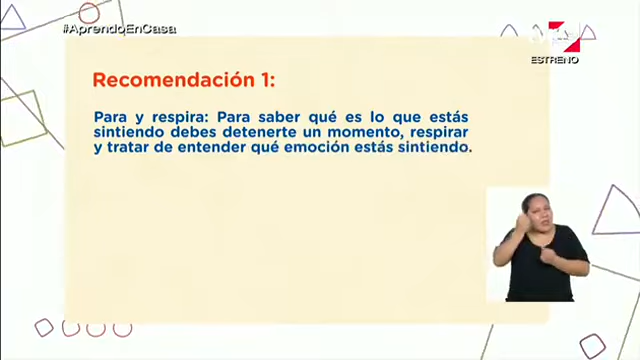 #AprendoEnCasa
ESTRENO
Recomendación 1:
Para y respira: Para saber qué es lo que estás
sintiendo debes detenerte un momento, respirar
y tratar de entender qué emoción estás sintiendo.